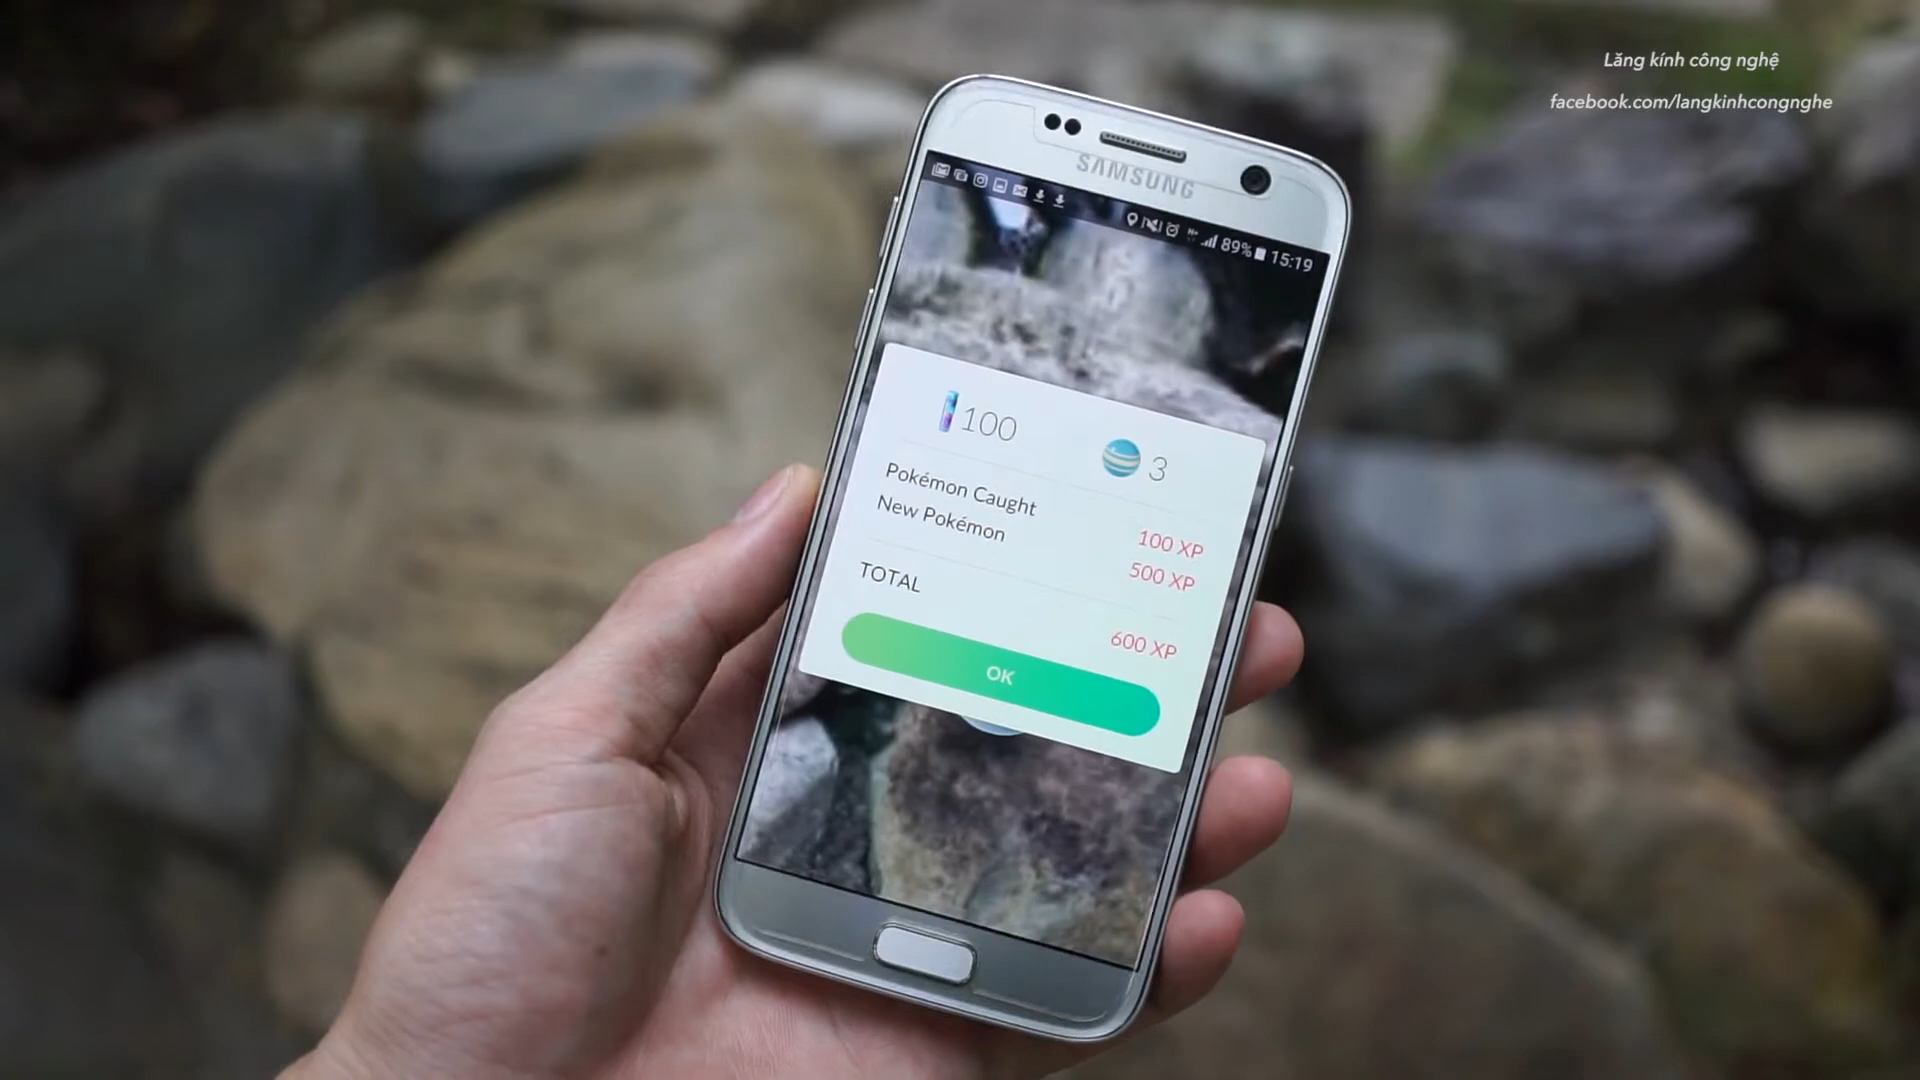 Lăng kính công nghệ
facebook.com/langkinhcongnghe
SAMSUNG
89% 15:19
100
3
Pokémon Caught 100 XP
New Pokémon 500 XP
TOTAL 600 XP
OK